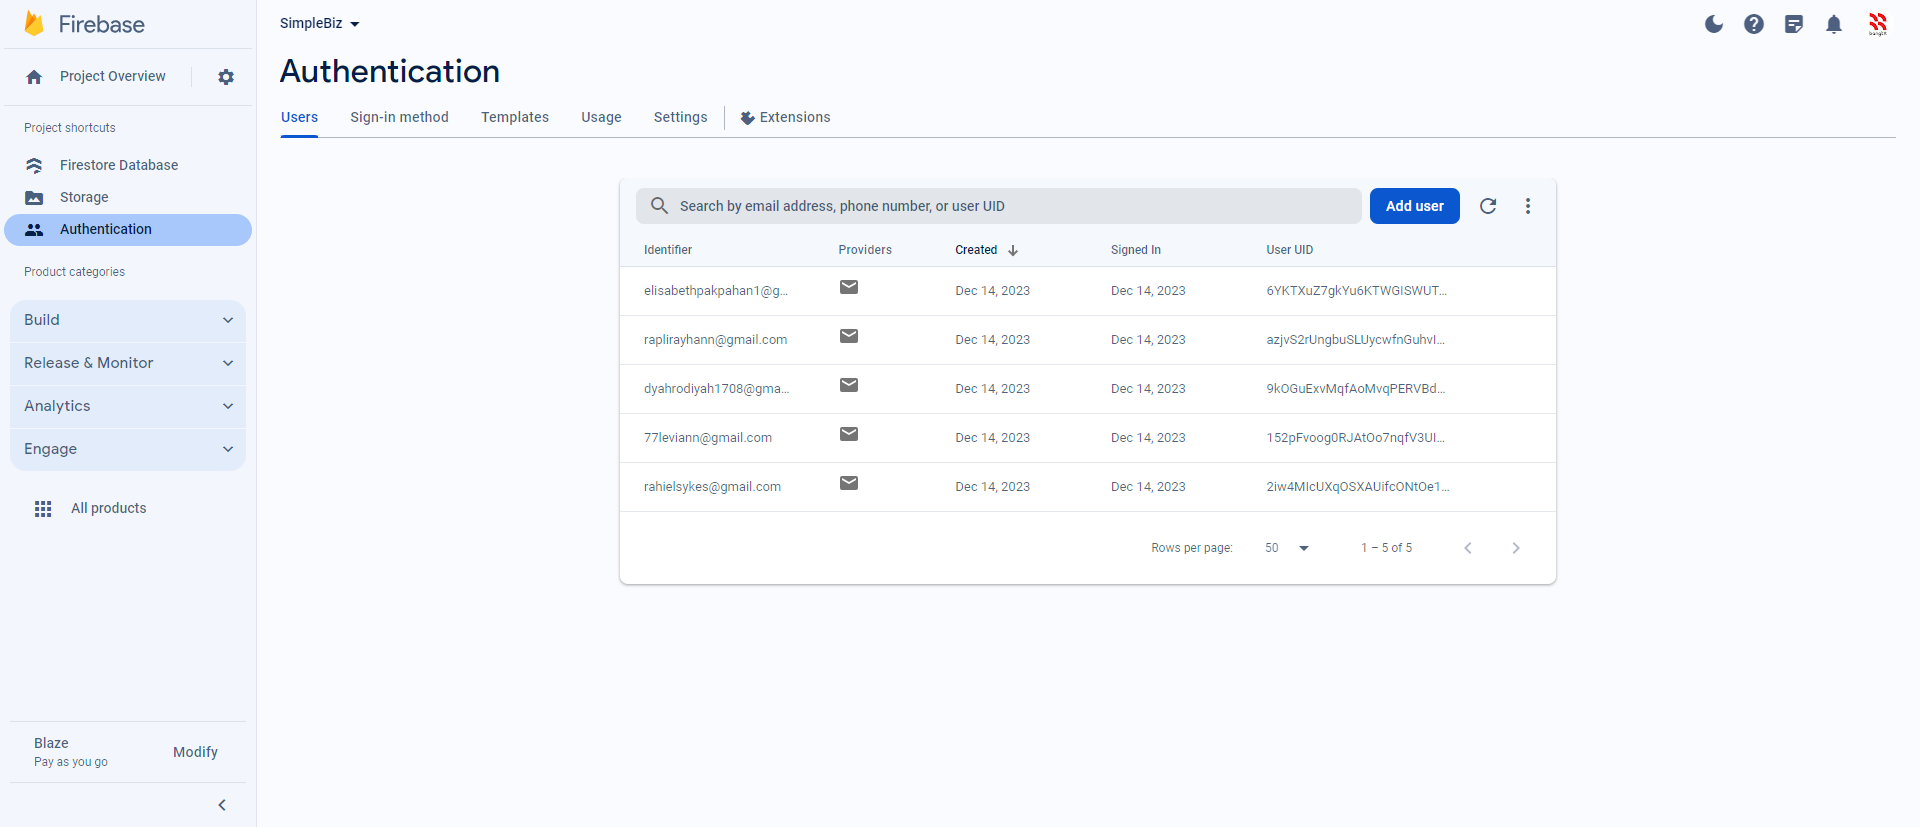 Firebase
Project Overview
Project shortcuts
Firestore Database
Storage
Authentication
Product categories
Build
Release & Monitor
Analytics
Engage
All products
Blaze
Pay as you go
Modify
SimpleBiz
Authentication
Users Sign-in method Templates Usage Settings Extensions
Search by email address, phone number, or user UID Add user
Identifier Providers Created Signed In User UID
elisabethpakpahan1@g... Dec 14, 2023 Dec 14, 2023 6YKTXuZ7gkYu6KTWGISWUT...
raplirayhann@gmail.com Dec 14, 2023 Dec 14, 2023 azjvS2rUngbuSLUycwfnGuhvI...
dyahrodiyah1708@gma... Dec 14, 2023 Dec 14, 2023 9kOGuExvMqfAoMvqPERVBd...
77leviann@gmail.com Dec 14, 2023 Dec 14, 2023 152pFvoog0RJAtOo7nqfV3UI...
rahielsykes@gmail.com Dec 14, 2023 Dec 14, 2023 2iw4MIcUXqOSXAUifcONtOe1...
Rows per page: 50 1 – 5 of 5